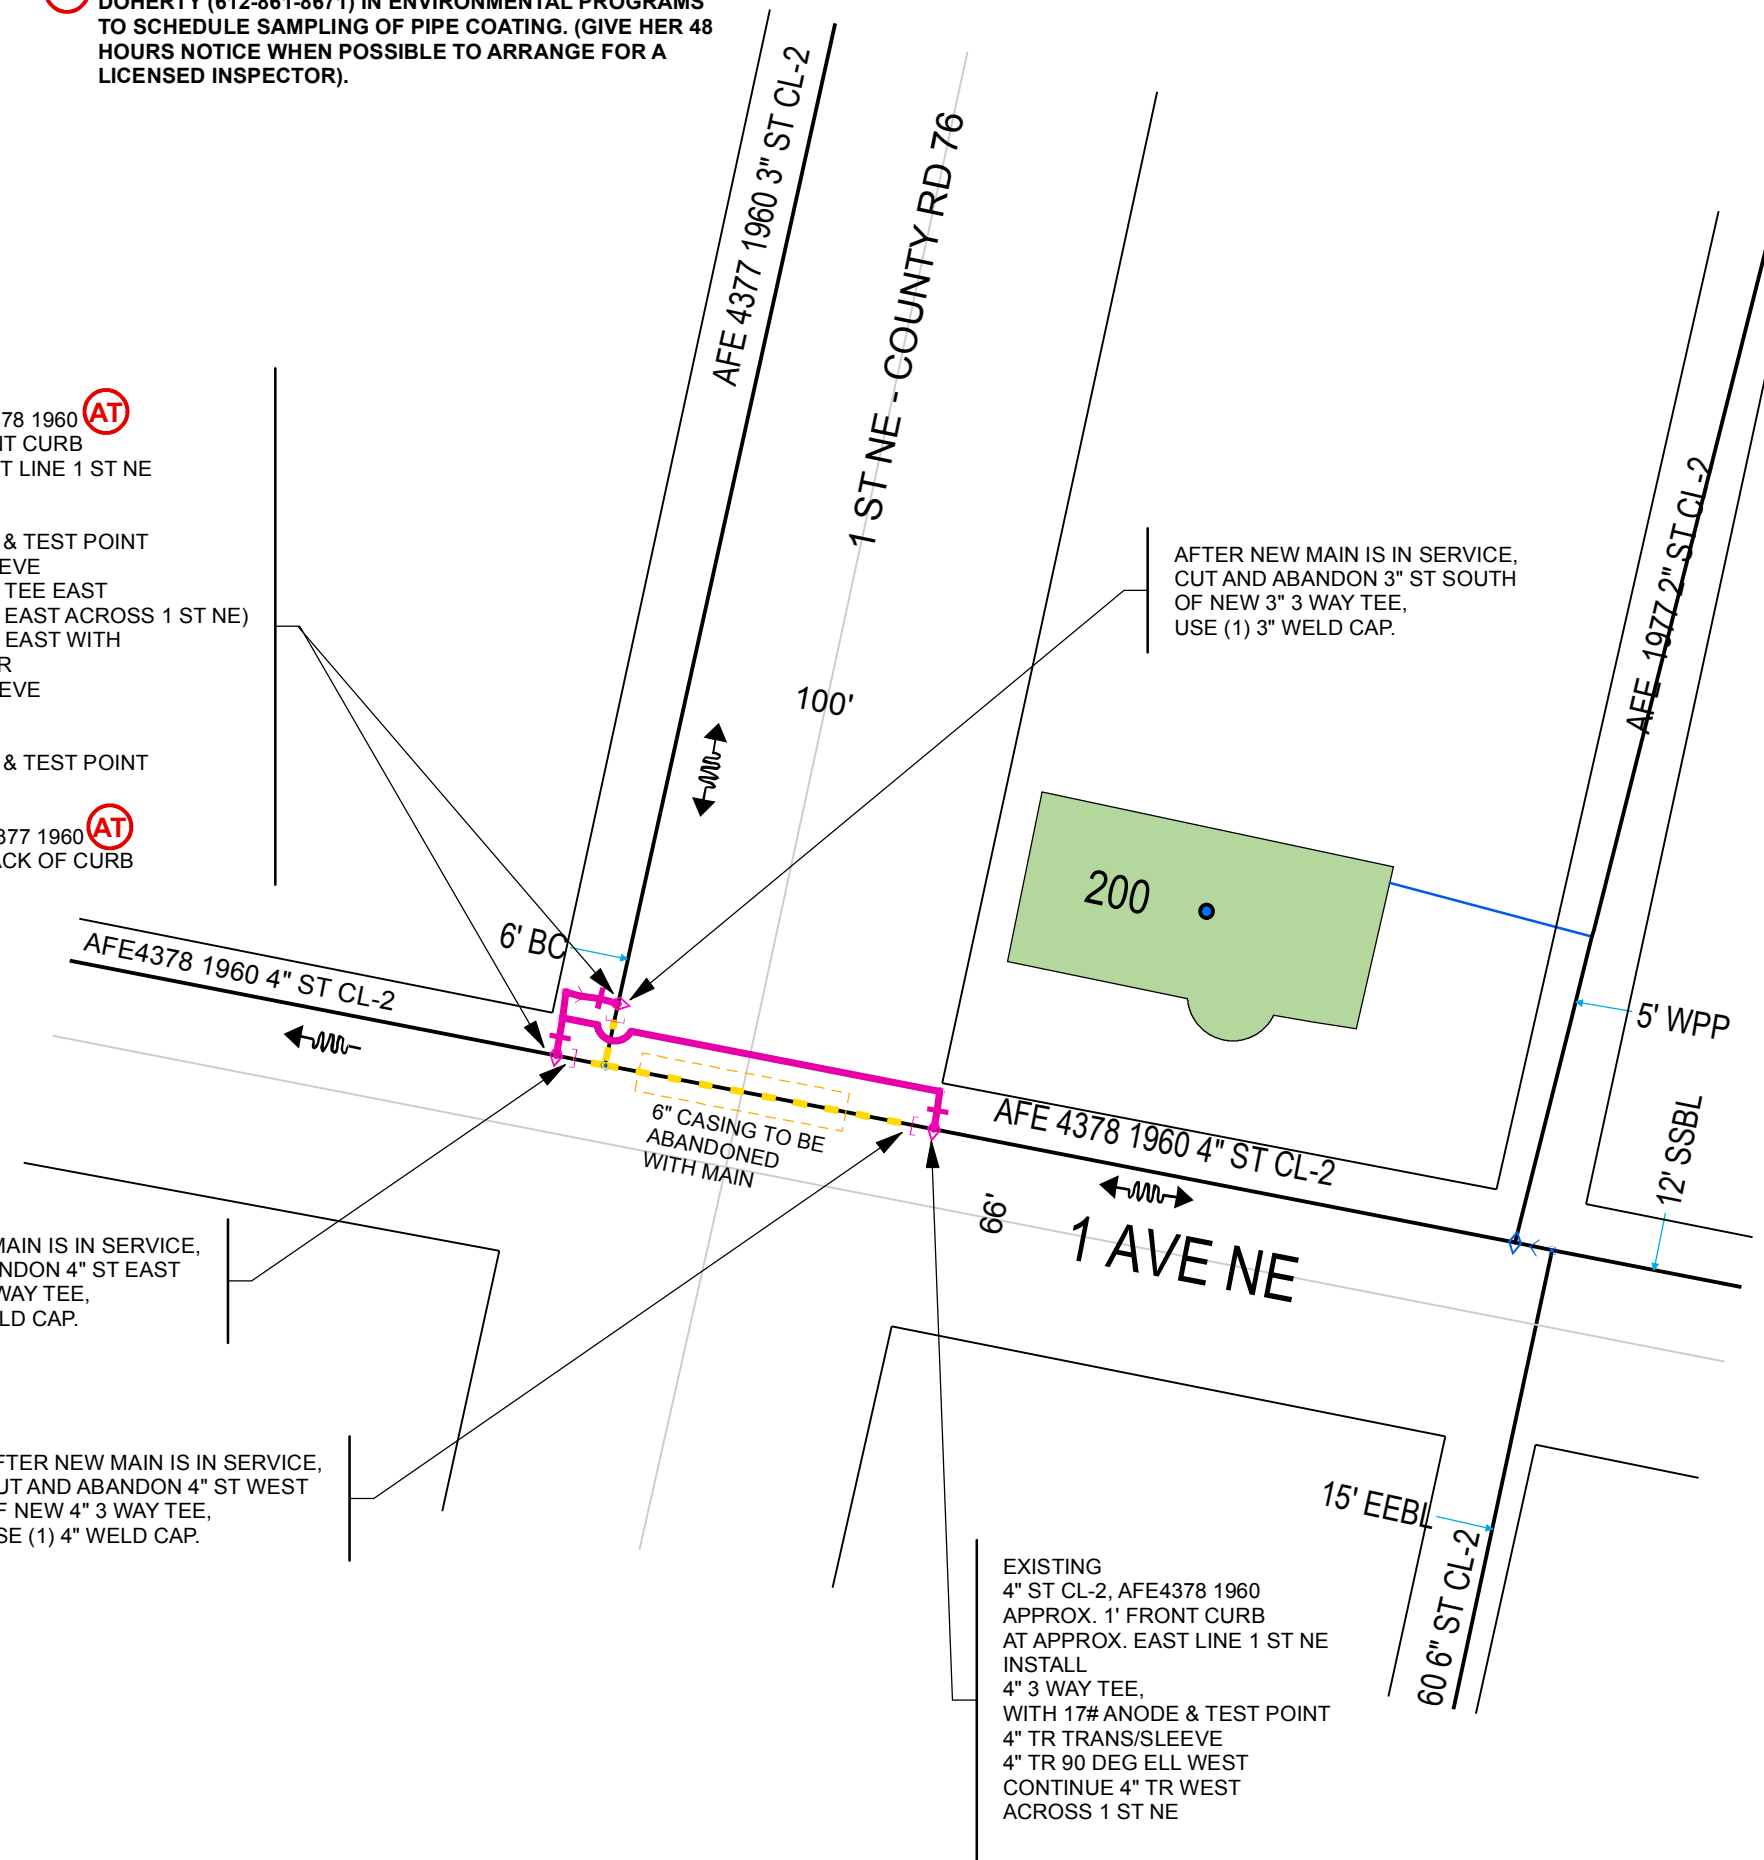 DOHERTY (612-861-8671) IN ENVIRONMENTAL PROGRAMS
TO SCHEDULE SAMPLING OF PIPE COATING. (GIVE HER 48
HOURS NOTICE WHEN POSSIBLE TO ARRANGE FOR A
LICENSED INSPECTOR).
AFE 4377 1960 3" ST CL-2
1 ST NE - COUNTY RD 76
78 1960 AT
IT CURB
T LINE 1 ST NE
& TEST POINT
EVE
TEE EAST
EAST ACROSS 1 ST NE)
EAST WITH
R
EVE
& TEST POINT
377 1960 AT
ACK OF CURB
AFTER NEW MAIN IS IN SERVICE,
CUT AND ABANDON 3" ST SOUTH
OF NEW 3" 3 WAY TEE,
USE (1) 3" WELD CAP.
AFE 1977 2" ST CL-2
100'
200
6' BC
AFE4378 1960 4" ST CL-2
5' WPP
6" CASING TO BE
ABANDONED
WITH MAIN
AFE 4378 1960 4" ST CL-2
12' SSBL
66'
1 AVE NE
MAIN IS IN SERVICE,
NDON 4" ST EAST
WAY TEE,
LD CAP.
FTER NEW MAIN IS IN SERVICE,
UT AND ABANDON 4" ST WEST
F NEW 4" 3 WAY TEE,
SE (1) 4" WELD CAP.
15' EEBL
60 6" ST CL-2
EXISTING
4" ST CL-2, AFE4378 1960
APPROX. 1' FRONT CURB
AT APPROX. EAST LINE 1 ST NE
INSTALL
4" 3 WAY TEE,
WITH 17# ANODE & TEST POINT
4" TR TRANS/SLEEVE
4" TR 90 DEG ELL WEST
CONTINUE 4" TR WEST
ACROSS 1 ST NE